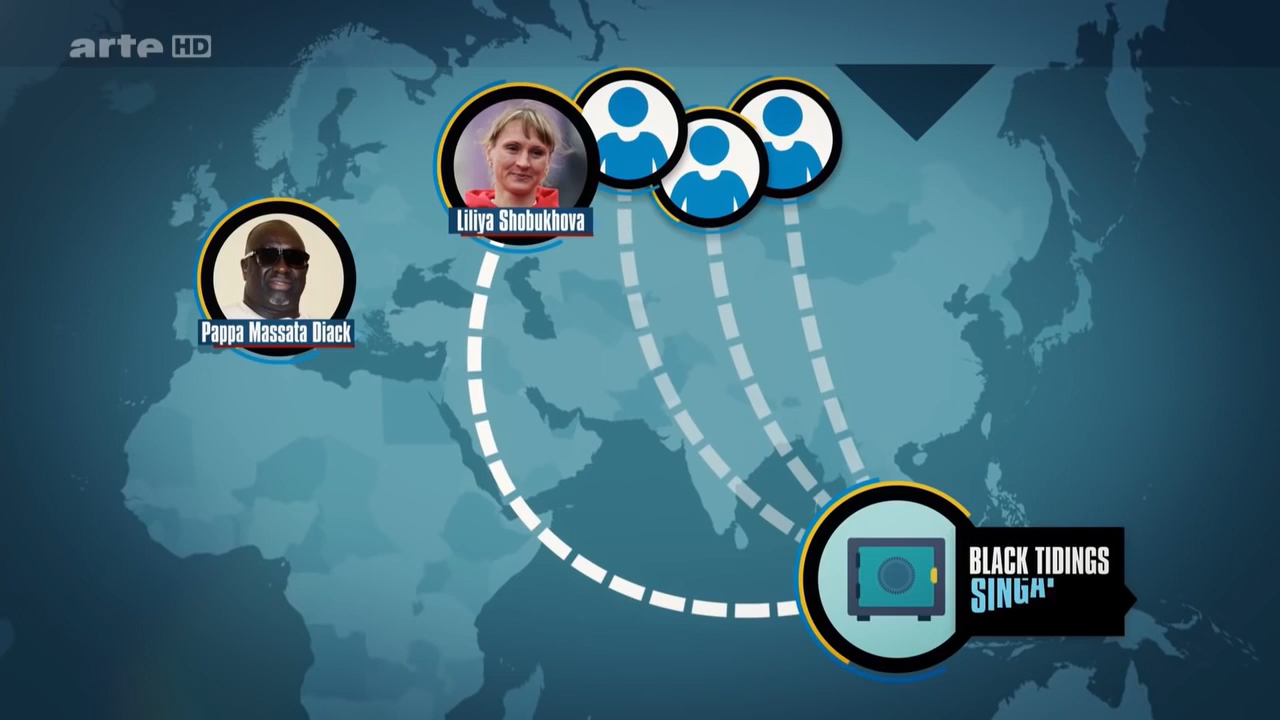 arte HD
Liliya Shobukhova
Pappa Massata Diack
BLACK TIDINGS